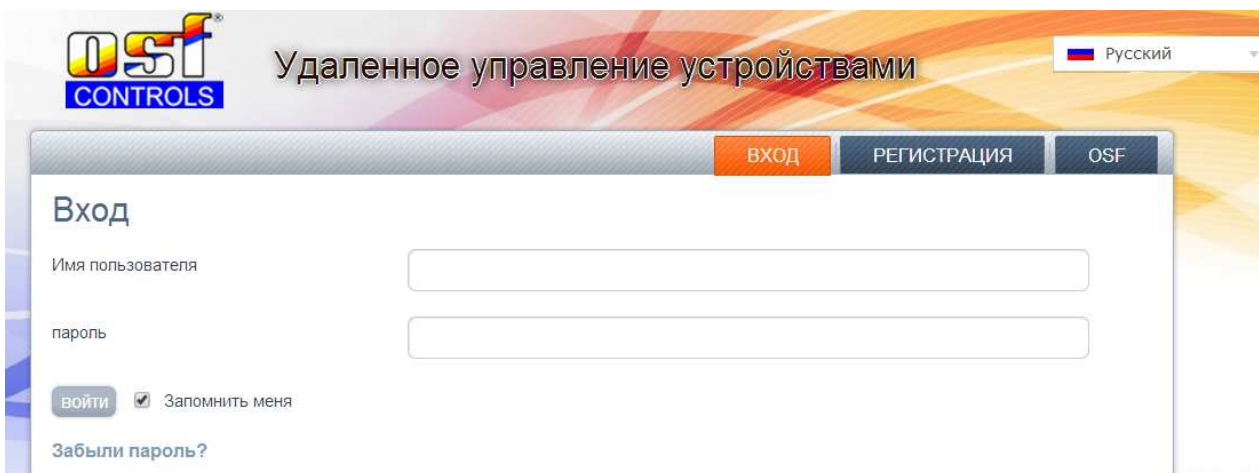 osf®
CONTROLS
Удаленное управление устройствами
Русский
ВХОД
РЕГИСТРАЦИЯ
OSF
Вход
Имя пользователя
пароль
войти
Запомнить меня
Забыли пароль?